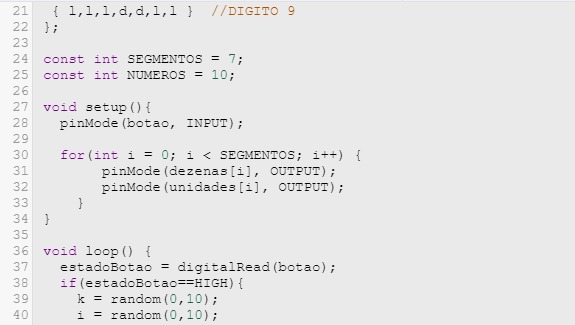 21 { l,l,l,d,d,l,l } //DIGITO 9
22 };
23
24 const int SEGMENTOS = 7;
25 const int NUMEROS = 10;
26
27 void setup(){
28 pinMode(botao, INPUT);
29
30 for(int i = 0; i < SEGMENTOS; i++) {
31 pinMode(dezenas[i], OUTPUT);
32 pinMode(unidades[i], OUTPUT);
33 }
34 }
35
36 void loop() {
37 estadoBotao = digitalRead(botao);
38 if(estadoBotao==HIGH){
39 k = random(0,10);
40 i = random(0,10);